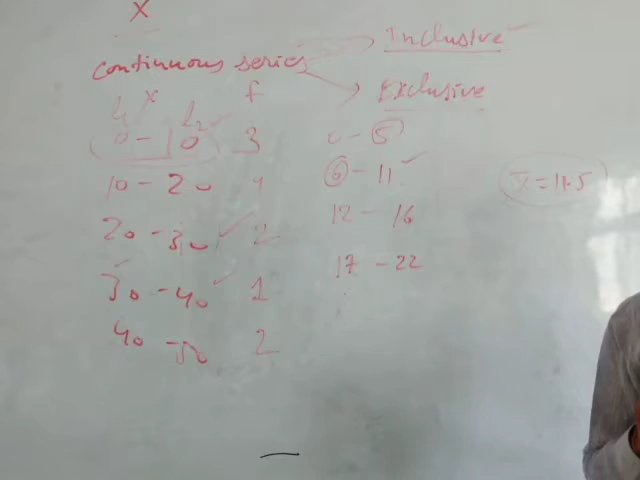 X
Inclusive
continuous series
Exclusive
x f
l₂
0 - 10 3 0 - 5
10 - 20 4 6 - 11
x̄ = 11.5
20 - 30 2 12 - 16
17 - 22
30 - 40 1
40 - 50 2